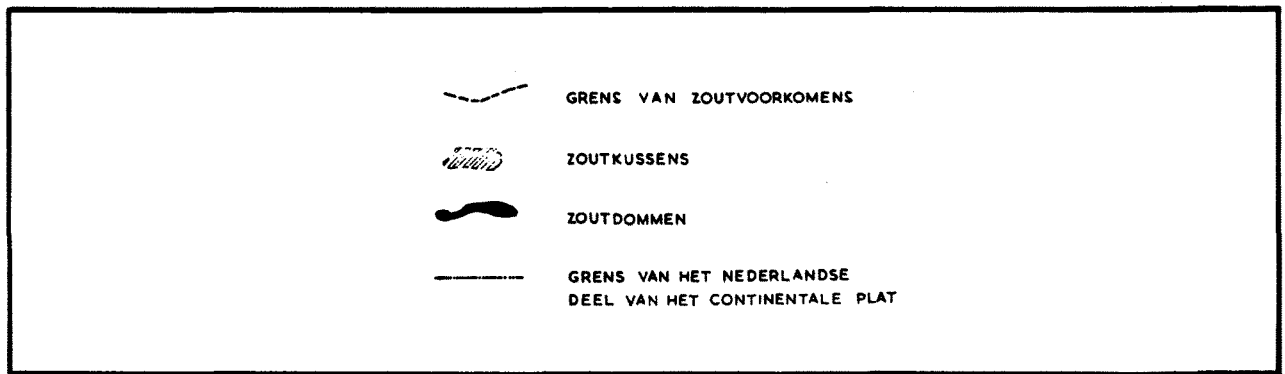 GRENS VAN ZOUTVOORKOMENS
ZOUTKUSSENS
ZOUTDOMMEN
GRENS VAN HET NEDERLANDSE
DEEL VAN HET CONTINENTALE PLAT